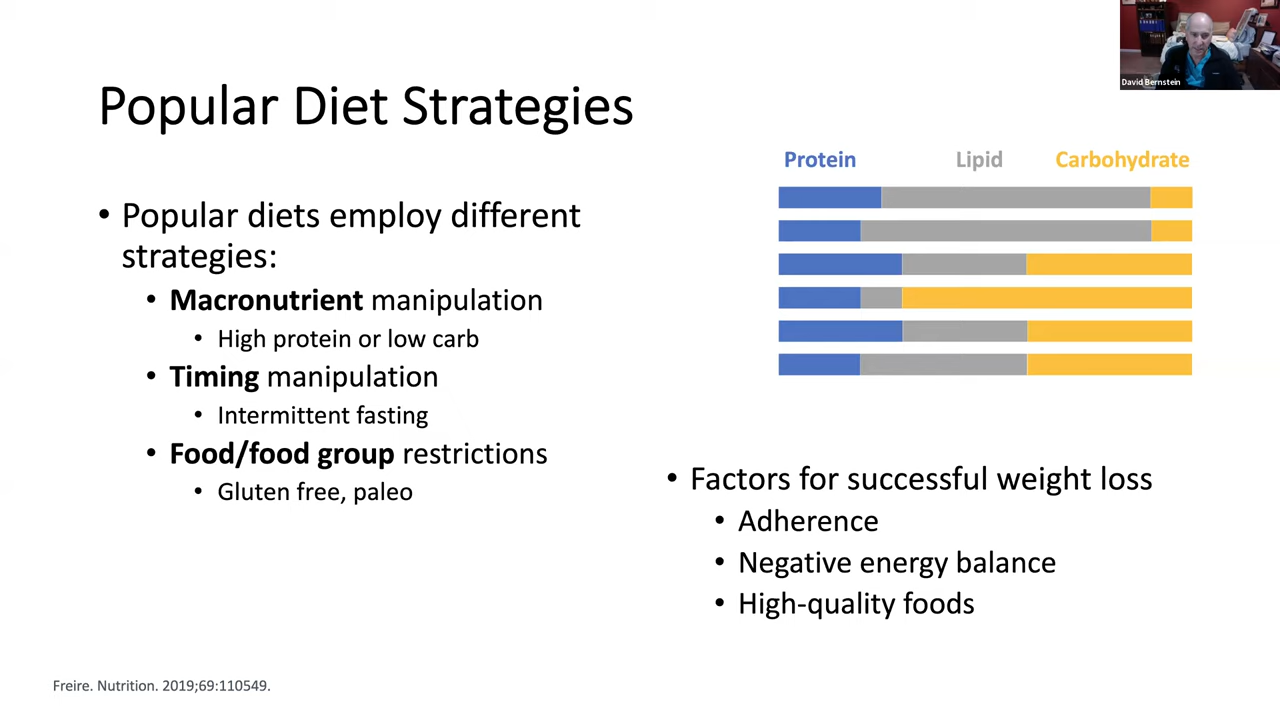 David Bernstein
Popular Diet Strategies
• Popular diets employ different
strategies:
• Macronutrient manipulation
• High protein or low carb
• Timing manipulation
• Intermittent fasting
• Food/food group restrictions
• Gluten free, paleo
Protein Lipid Carbohydrate
• Factors for successful weight loss
• Adherence
• Negative energy balance
• High-quality foods
Freire. Nutrition. 2019;69:110549.